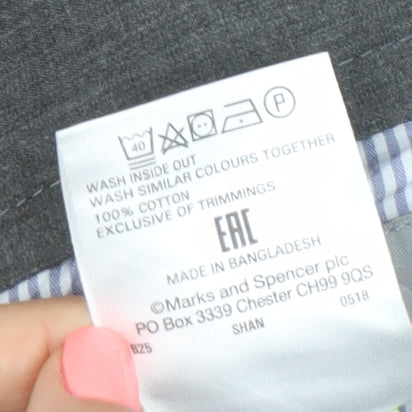 40 P
WASH INSIDE OUT
WASH SIMILAR COLOURS TOGETHER
100% COTTON
EXCLUSIVE OF TRIMMINGS
EAC
MADE IN BANGLADESH
©Marks and Spencer plc
PO Box 3339 Chester CH99 9QS
B25 SHAN 0518